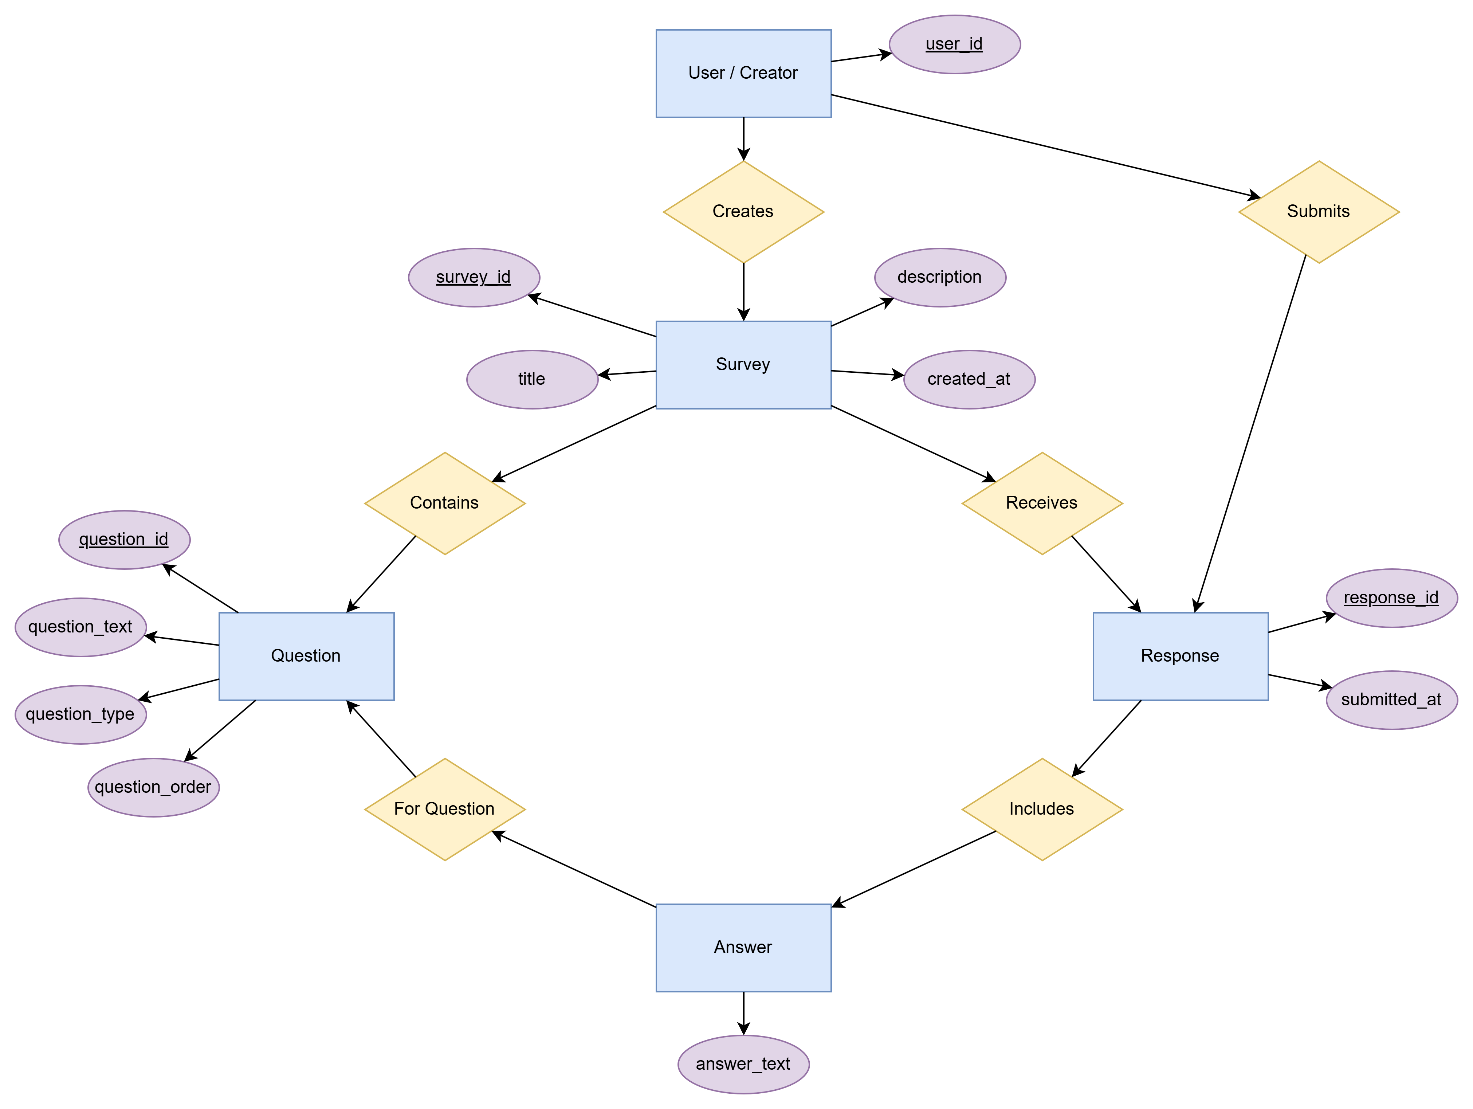 user_id
User / Creator
Creates
Submits
survey_id
description
Survey
title
created_at
Contains
Receives
question_id
response_id
question_text
Question
Response
submitted_at
question_type
question_order
For Question
Includes
Answer
answer_text